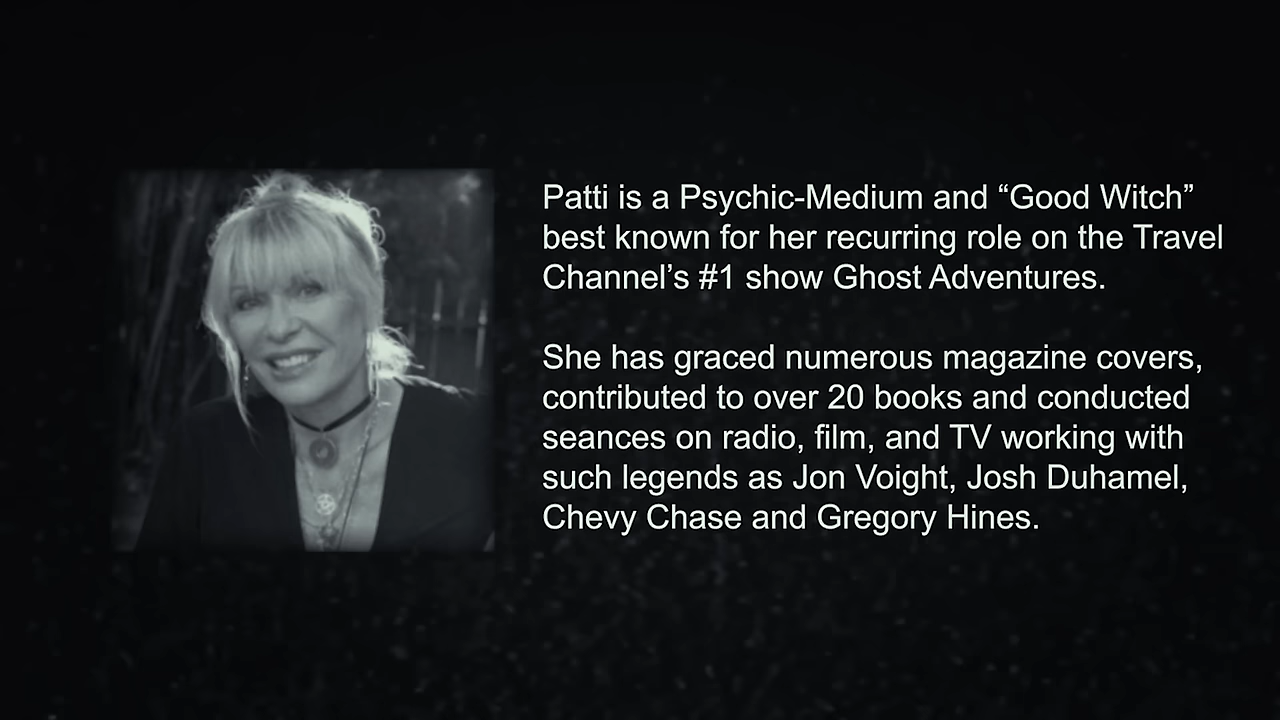 Patti is a Psychic-Medium and “Good Witch”
best known for her recurring role on the Travel
Channel’s #1 show Ghost Adventures.
She has graced numerous magazine covers,
contributed to over 20 books and conducted
seances on radio, film, and TV working with
such legends as Jon Voight, Josh Duhamel,
Chevy Chase and Gregory Hines.